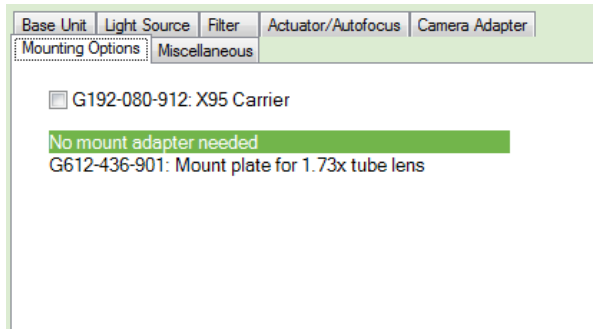 Base Unit Light Source Filter Actuator/Autofocus Camera Adapter
Mounting Options Miscellaneous
G192-080-912: X95 Carrier
No mount adapter needed
G612-436-901: Mount plate for 1.73x tube lens